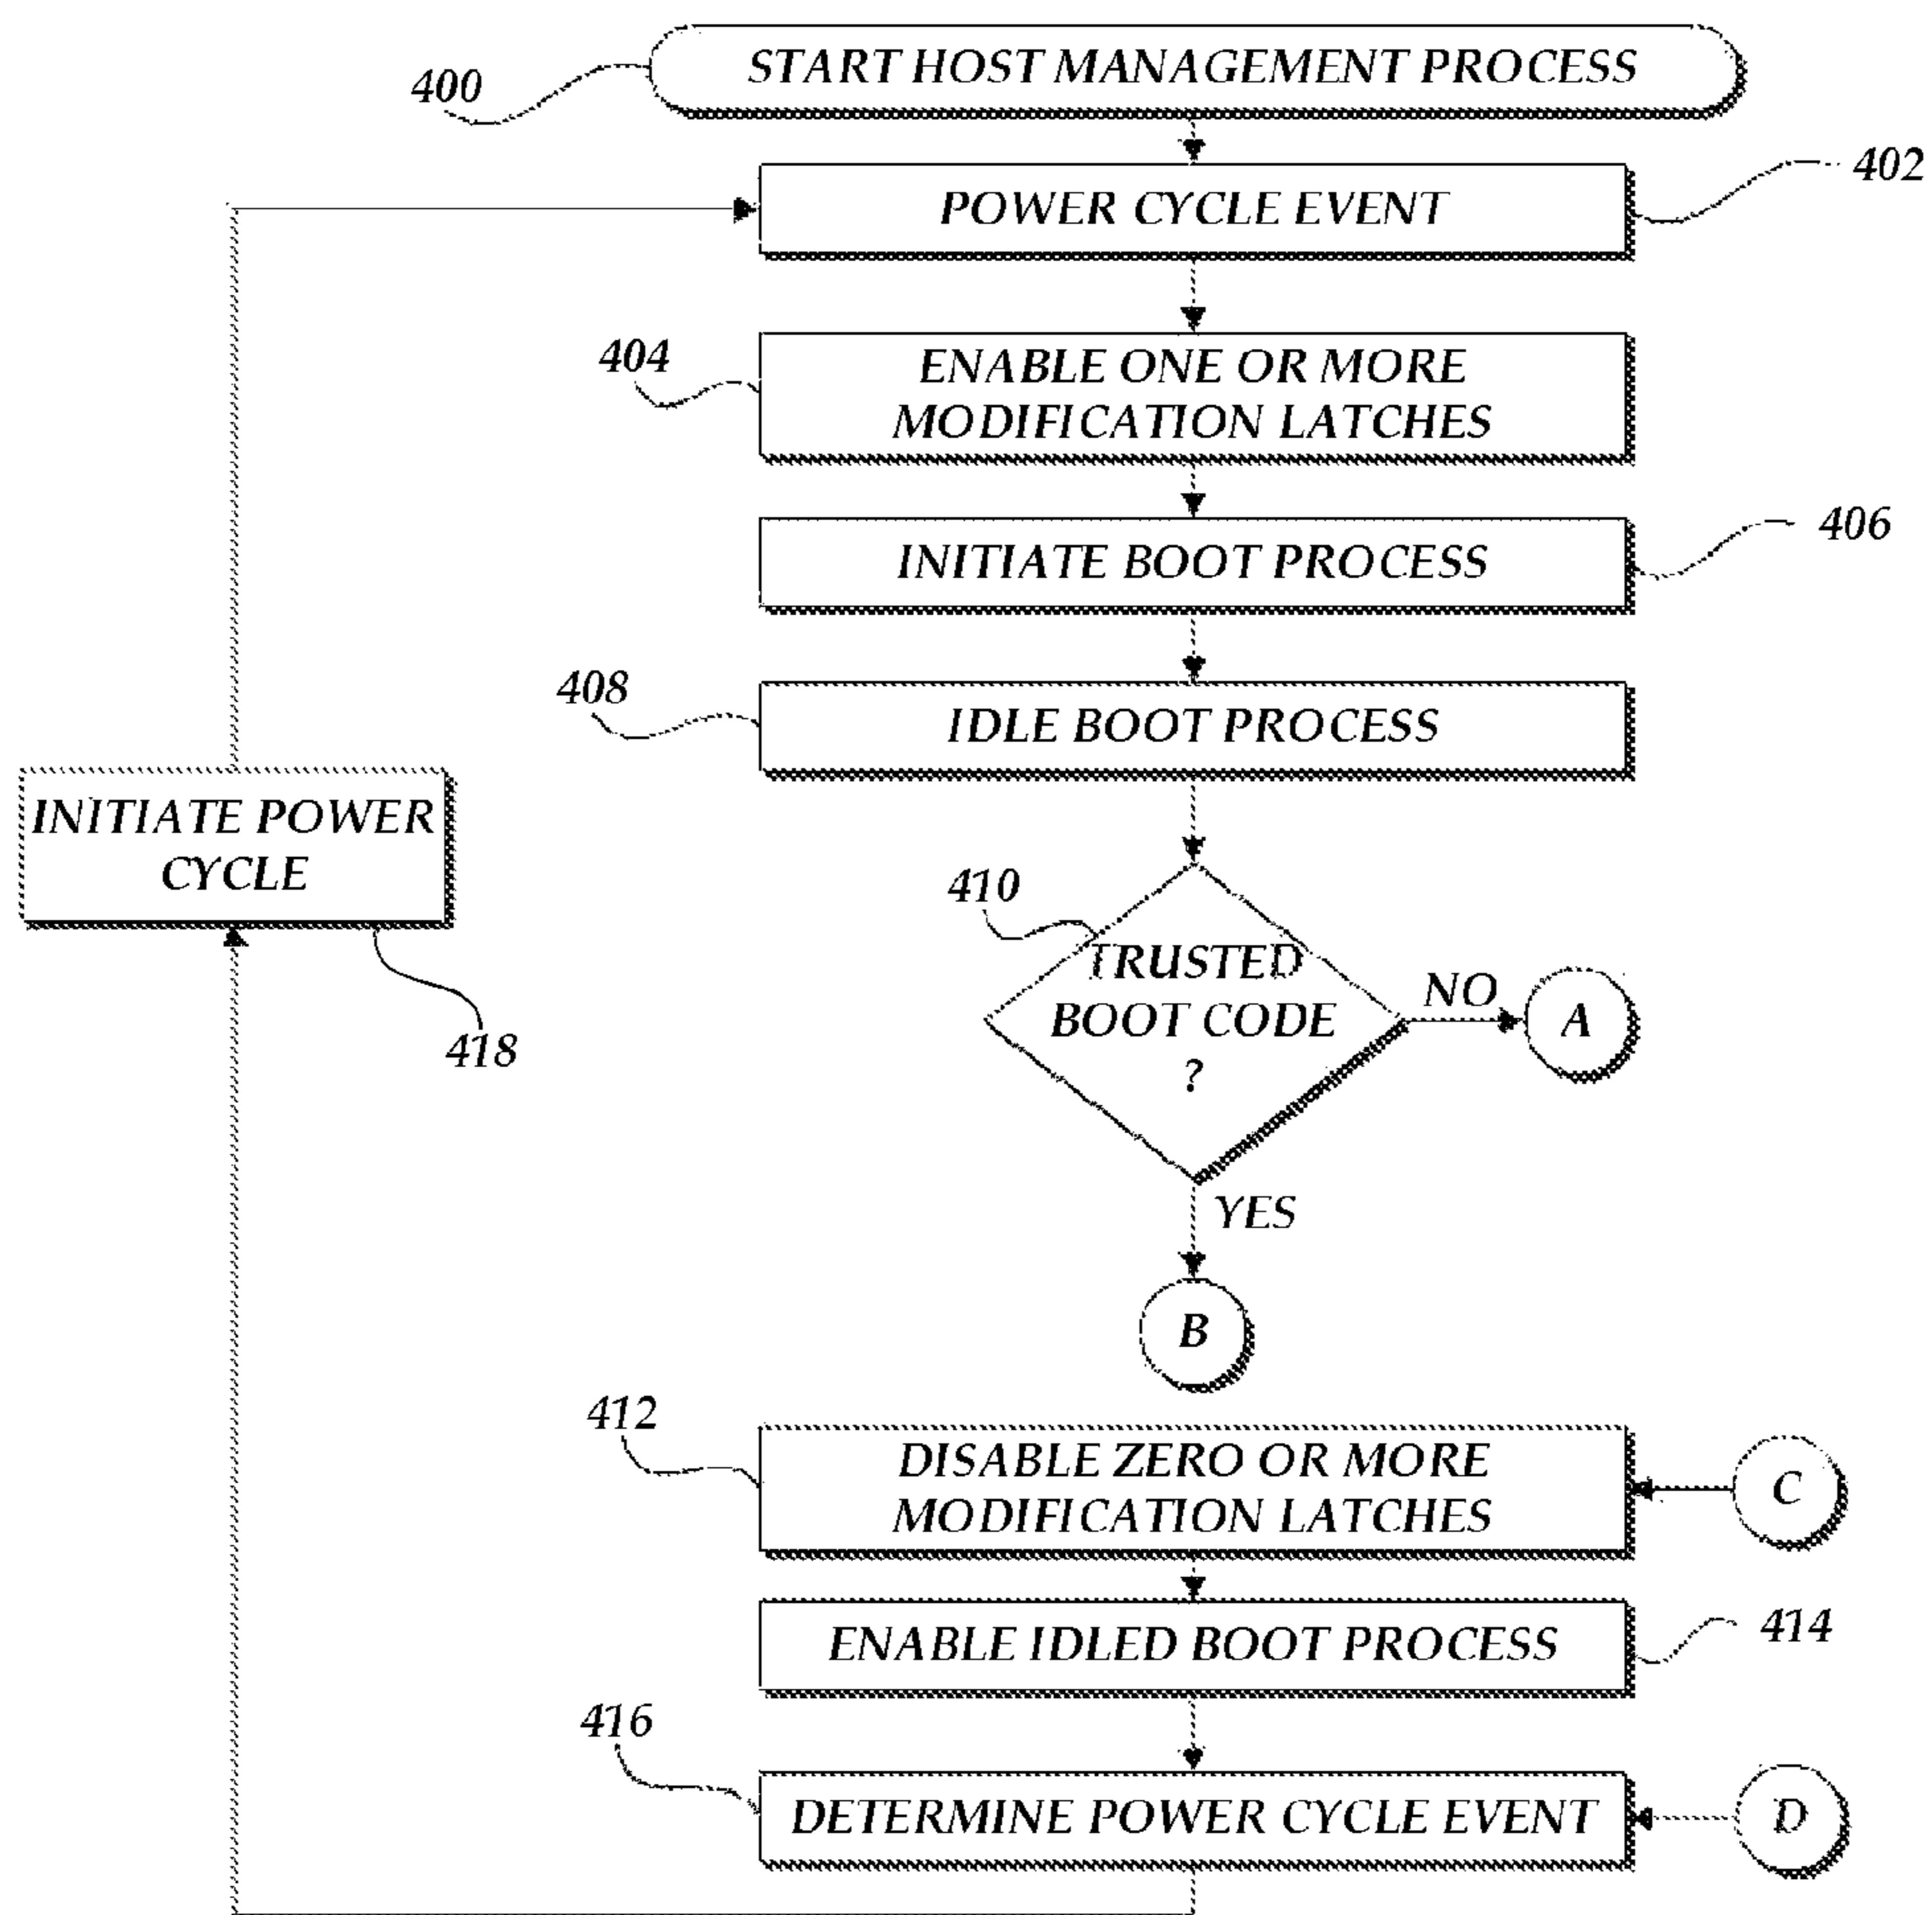 START HOST MANAGEMENT PROCESS
400
POWER CYCLE EVENT
402
404
ENABLE ONE OR MORE
MODIFICATION LATCHES
INITIATE BOOT PROCESS
406
408
IDLE BOOT PROCESS
INITIATE POWER
CYCLE
418
410
TRUSTED
BOOT CODE
?
NO
A
YES
B
412
DISABLE ZERO OR MORE
MODIFICATION LATCHES
C
ENABLE IDLED BOOT PROCESS
414
416
DETERMINE POWER CYCLE EVENT
D